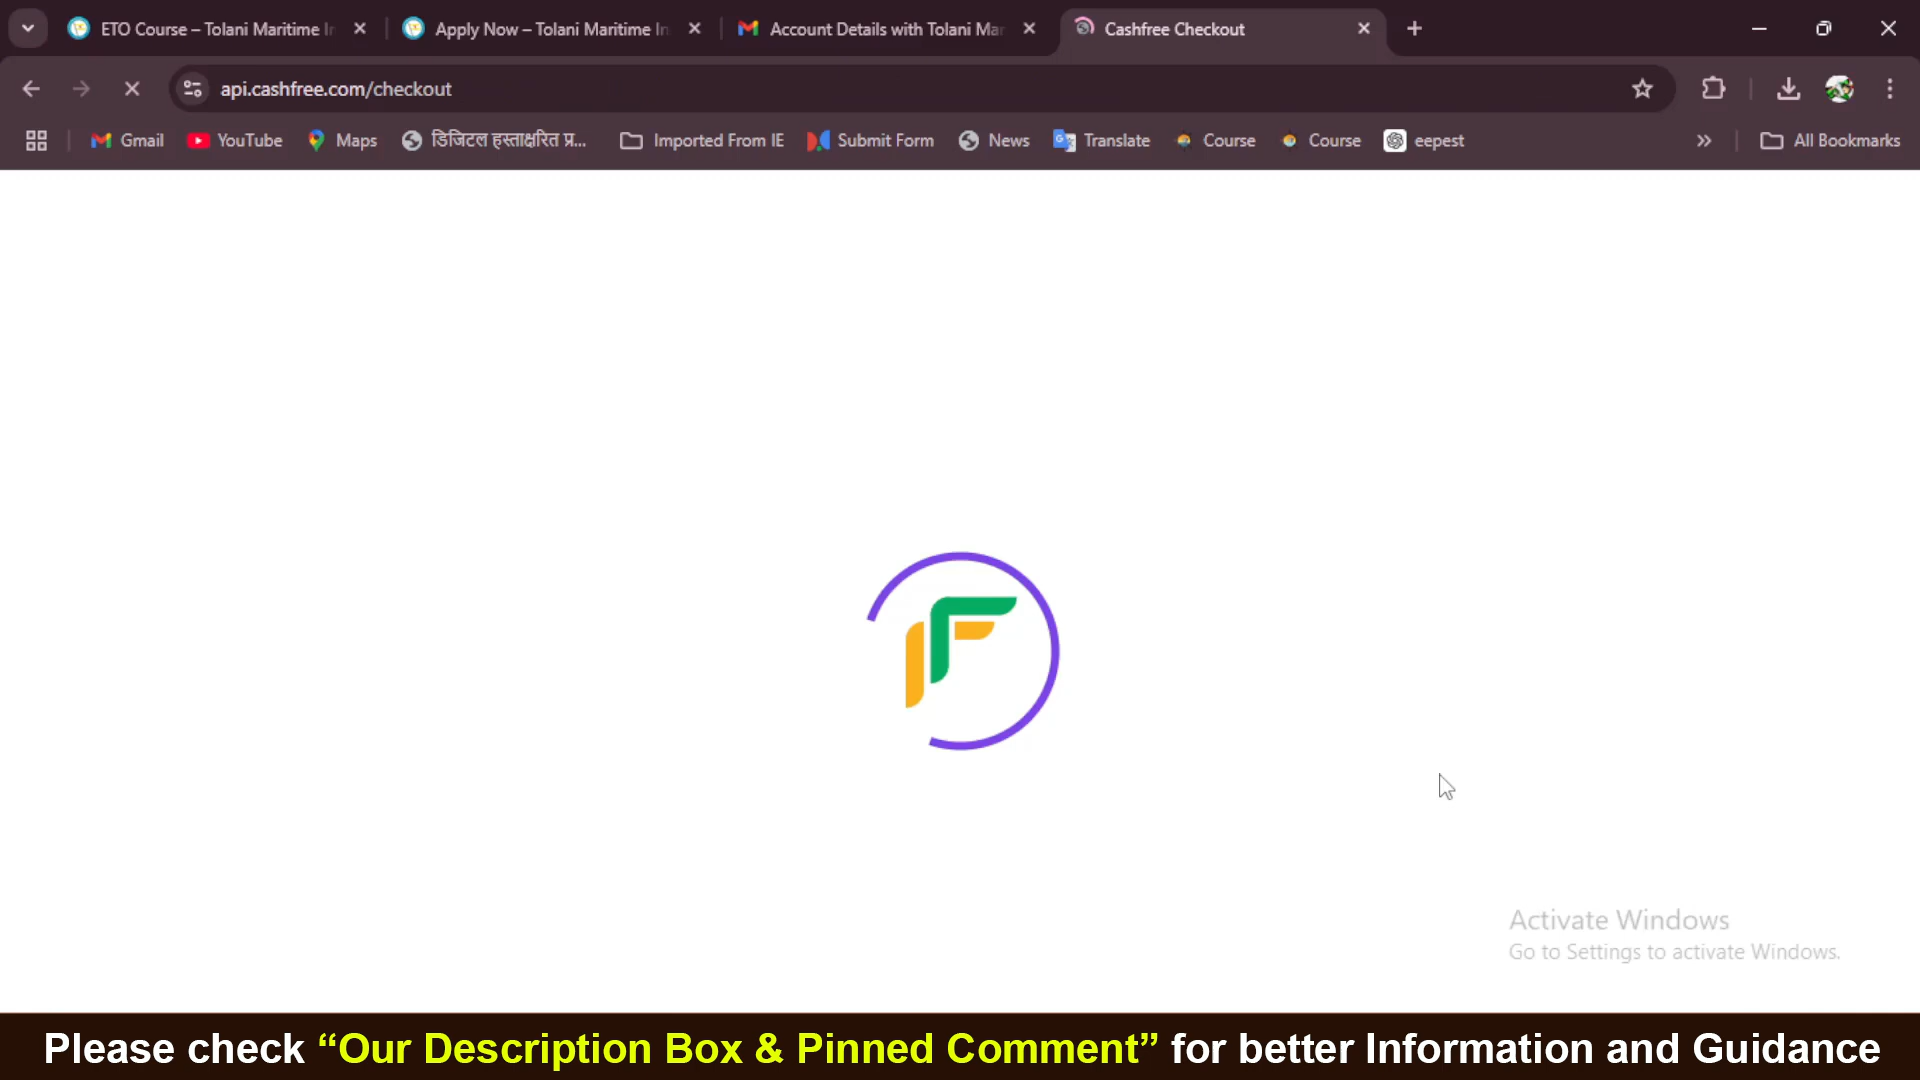 ETO Course – Tolani Maritime In
Apply Now – Tolani Maritime In
Account Details with Tolani Mar
Cashfree Checkout
api.cashfree.com/checkout
Gmail
YouTube
Maps
डिजिटल हस्ताक्षरित प्र...
Imported From IE
Submit Form
News
Translate
Course
Course
eepest
All Bookmarks
Activate Windows
Go to Settings to activate Windows.
Please check “Our Description Box & Pinned Comment” for better Information and Guidance